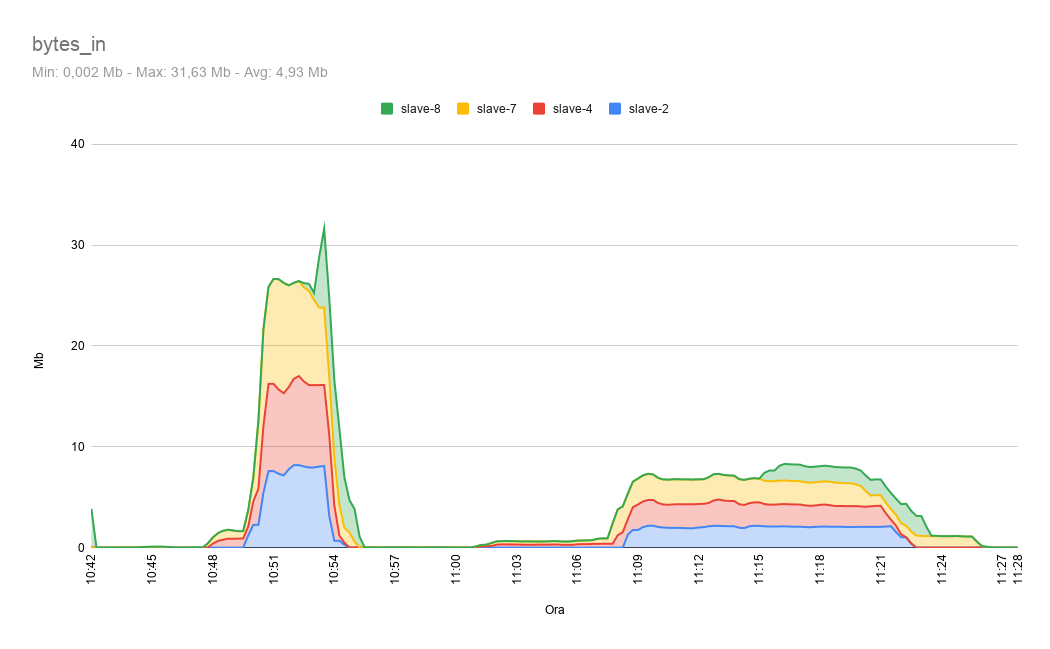 bytes_in
Min: 0,002 Mb - Max: 31,63 Mb - Avg: 4,93 Mb
slave-8 slave-7 slave-4 slave-2
40
30
20
10
0
Mb
10:42 10:45 10:48 10:51 10:54 10:57 11:00 11:03 11:06 11:09 11:12 11:15 11:18 11:21 11:24 11:27 11:28
Ora